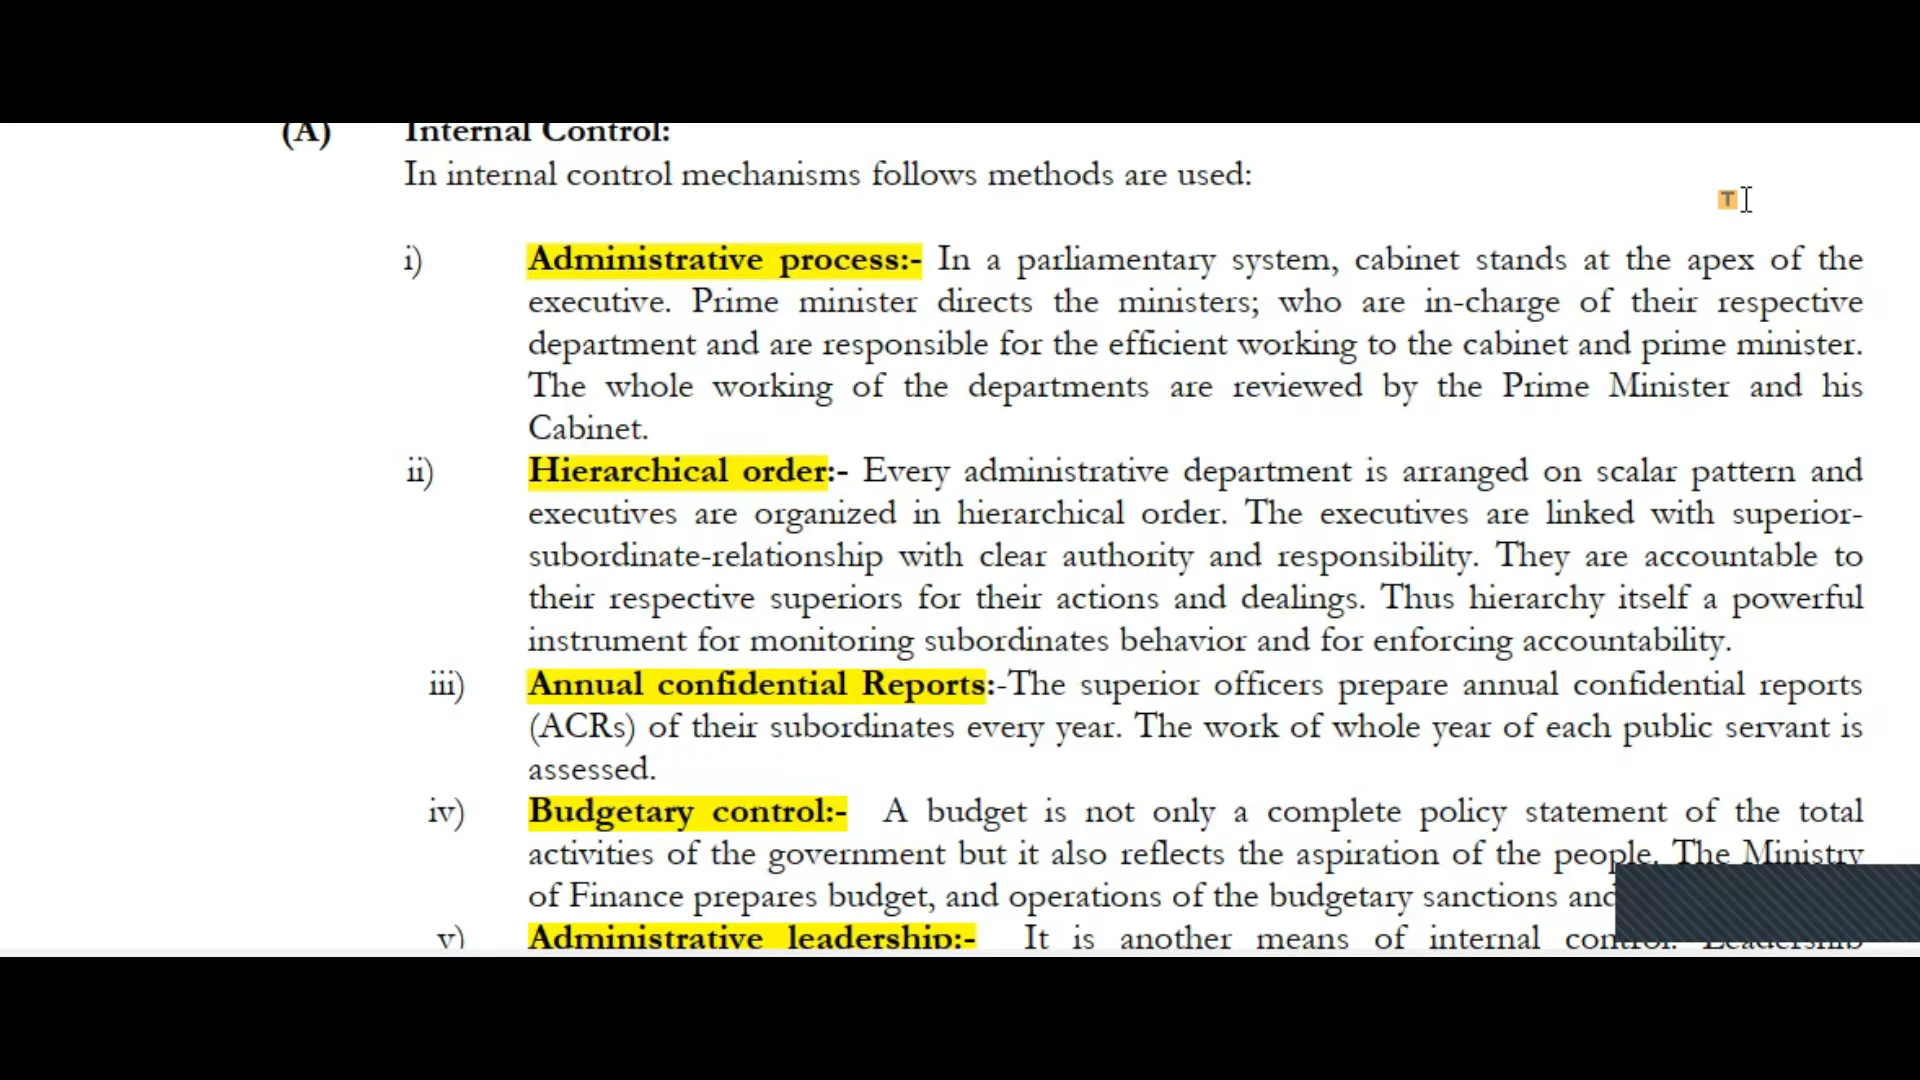 (A) Internal Control:
In internal control mechanisms follows methods are used:
T
i) Administrative process:- In a parliamentary system, cabinet stands at the apex of the
executive. Prime minister directs the ministers; who are in-charge of their respective
department and are responsible for the efficient working to the cabinet and prime minister.
The whole working of the departments are reviewed by the Prime Minister and his
Cabinet.
ii) Hierarchical order:- Every administrative department is arranged on scalar pattern and
executives are organized in hierarchical order. The executives are linked with superior-
subordinate-relationship with clear authority and responsibility. They are accountable to
their respective superiors for their actions and dealings. Thus hierarchy itself a powerful
instrument for monitoring subordinates behavior and for enforcing accountability.
iii) Annual confidential Reports:-The superior officers prepare annual confidential reports
(ACRs) of their subordinates every year. The work of whole year of each public servant is
assessed.
iv) Budgetary control:- A budget is not only a complete policy statement of the total
activities of the government but it also reflects the aspiration of the people. The Ministry
of Finance prepares budget, and operations of the budgetary sanctions and
v) Administrative leadership:- It is another means of internal control. Leadership